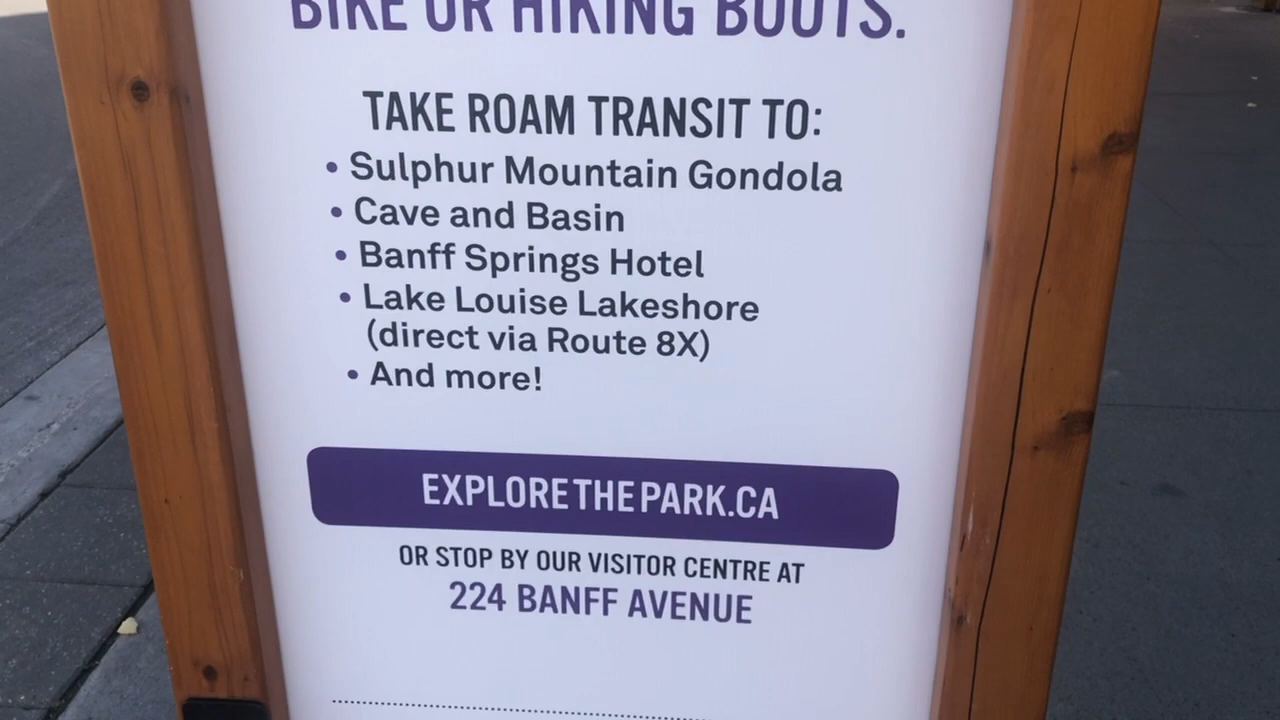 BIKE OR HIKING BOOTS.
TAKE ROAM TRANSIT TO:
• Sulphur Mountain Gondola
• Cave and Basin
• Banff Springs Hotel
• Lake Louise Lakeshore
(direct via Route 8X)
• And more!
EXPLORETHEPARK.CA
OR STOP BY OUR VISITOR CENTRE AT
224 BANFF AVENUE